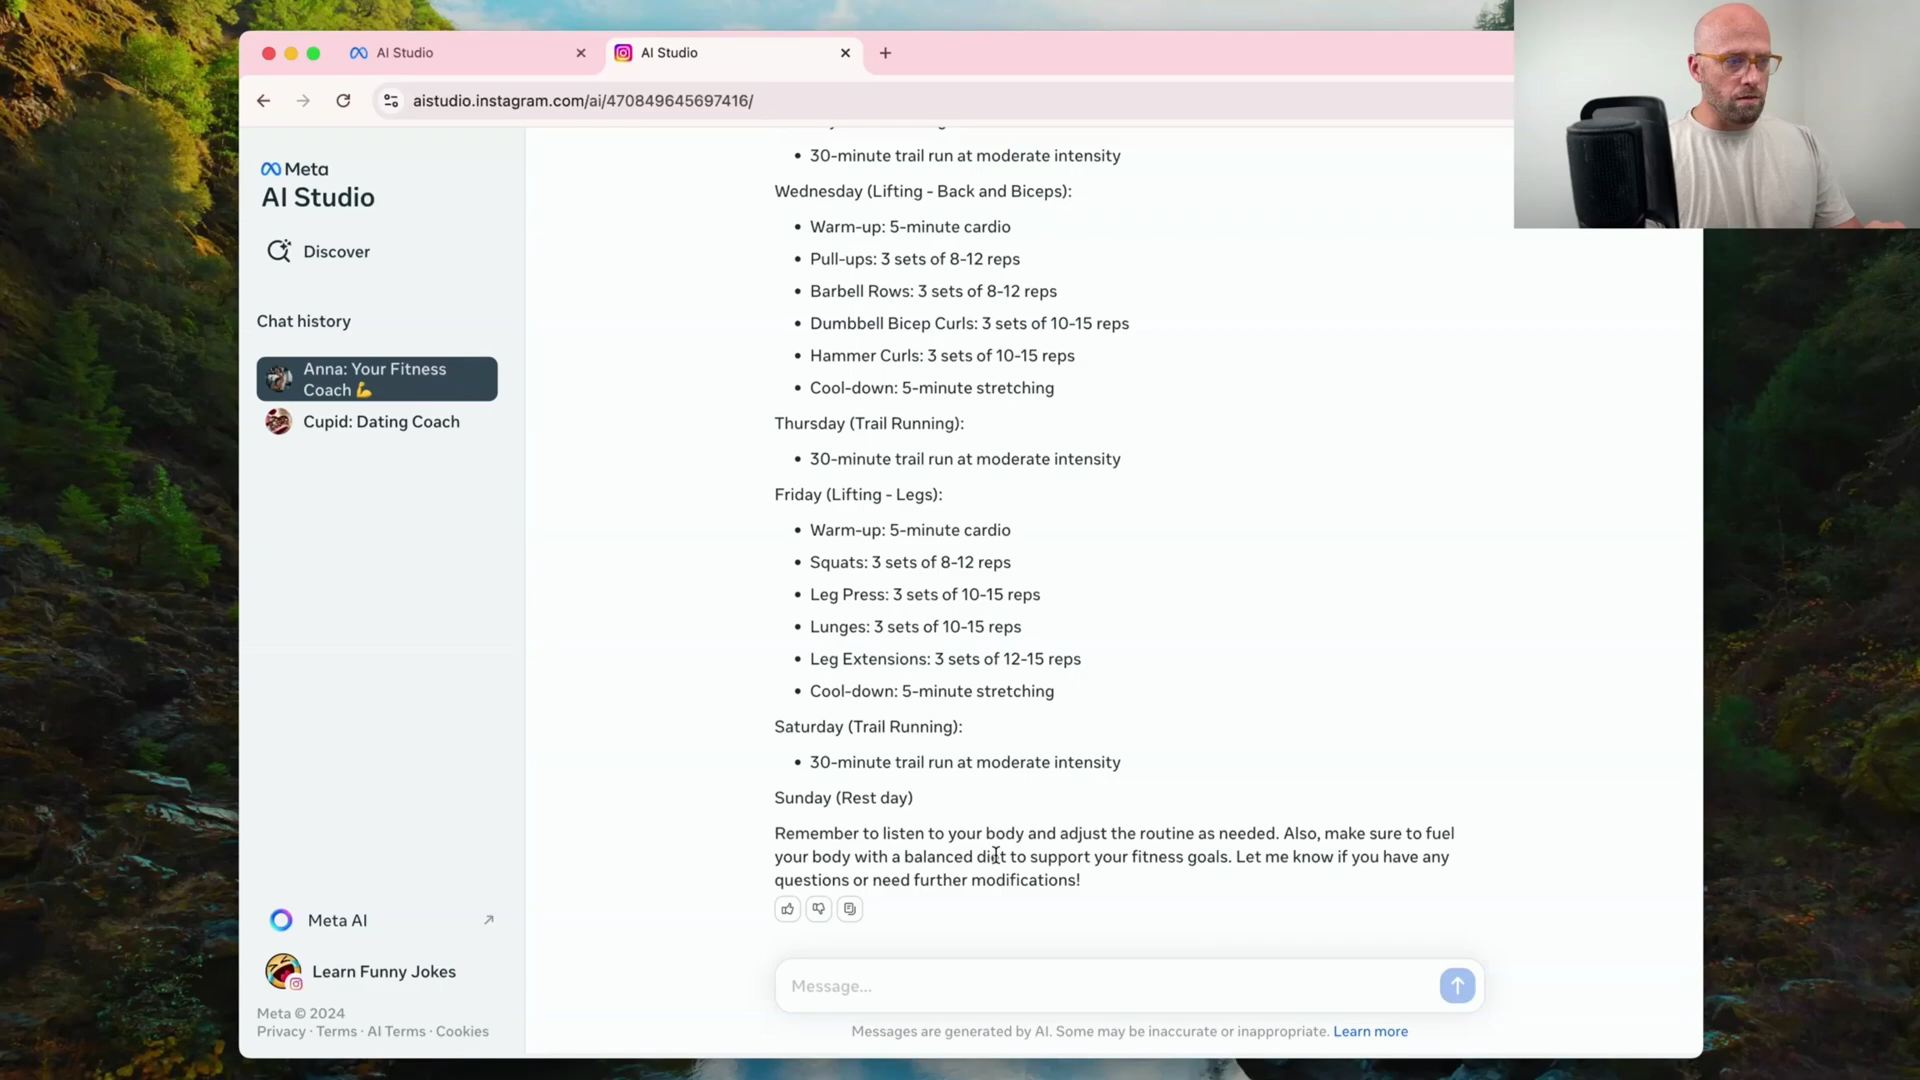 AI Studio
AI Studio
aistudio.instagram.com/ai/470849645697416/
Meta
AI Studio
Discover
Chat history
Anna: Your Fitness
Coach 💪
Cupid: Dating Coach
Meta AI
Learn Funny Jokes
Meta © 2024
Privacy · Terms · AI Terms · Cookies
• 30-minute trail run at moderate intensity
Wednesday (Lifting - Back and Biceps):
• Warm-up: 5-minute cardio
• Pull-ups: 3 sets of 8-12 reps
• Barbell Rows: 3 sets of 8-12 reps
• Dumbbell Bicep Curls: 3 sets of 10-15 reps
• Hammer Curls: 3 sets of 10-15 reps
• Cool-down: 5-minute stretching
Thursday (Trail Running):
• 30-minute trail run at moderate intensity
Friday (Lifting - Legs):
• Warm-up: 5-minute cardio
• Squats: 3 sets of 8-12 reps
• Leg Press: 3 sets of 10-15 reps
• Lunges: 3 sets of 10-15 reps
• Leg Extensions: 3 sets of 12-15 reps
• Cool-down: 5-minute stretching
Saturday (Trail Running):
• 30-minute trail run at moderate intensity
Sunday (Rest day)
Remember to listen to your body and adjust the routine as needed. Also, make sure to fuel
your body with a balanced diet to support your fitness goals. Let me know if you have any
questions or need further modifications!
Message...
Messages are generated by AI. Some may be inaccurate or inappropriate. Learn more